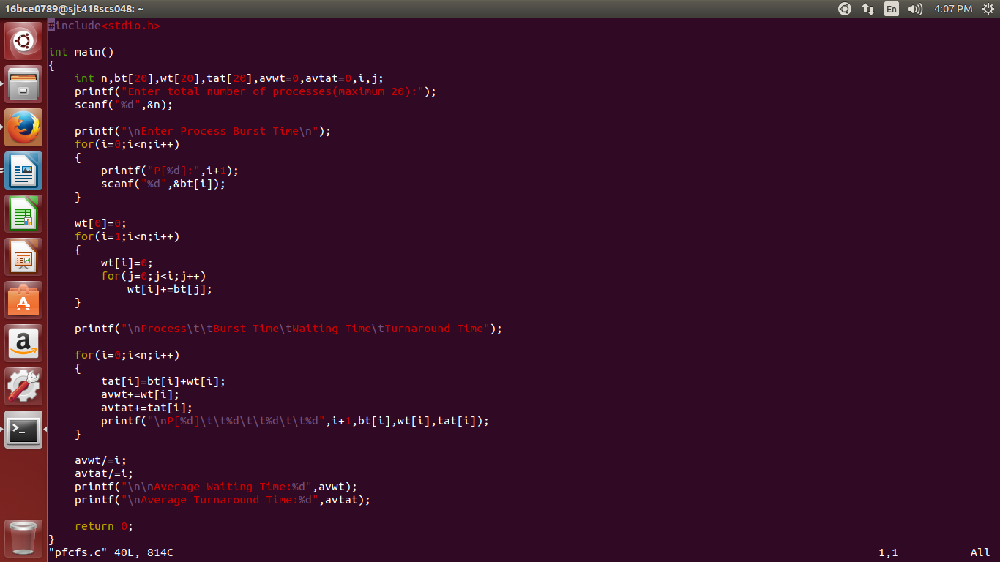 16bce0789@sjt418scs048: ~
En
4:07 PM
#include<stdio.h>
int main()
{
    int n,bt[20],wt[20],tat[20],avwt=0,avtat=0,i,j;
    printf("Enter total number of processes(maximum 20):");
    scanf("%d",&n);
    printf("\nEnter Process Burst Time\n");
    for(i=0;i<n;i++)
    {
        printf("P[%d]:",i+1);
        scanf("%d",&bt[i]);
    }
    wt[0]=0;
    for(i=1;i<n;i++)
    {
        wt[i]=0;
        for(j=0;j<i;j++)
            wt[i]+=bt[j];
    }
    printf("\nProcess\t\tBurst Time\tWaiting Time\tTurnaround Time");
    for(i=0;i<n;i++)
    {
        tat[i]=bt[i]+wt[i];
        avwt+=wt[i];
        avtat+=tat[i];
        printf("\nP[%d]\t\t%d\t\t%d\t\t%d",i+1,bt[i],wt[i],tat[i]);
    }
    avwt/=i;
    avtat/=i;
    printf("\n\nAverage Waiting Time:%d",avwt);
    printf("\nAverage Turnaround Time:%d",avtat);
    return 0;
}
"pfcfs.c" 40L, 814C
1,1
All